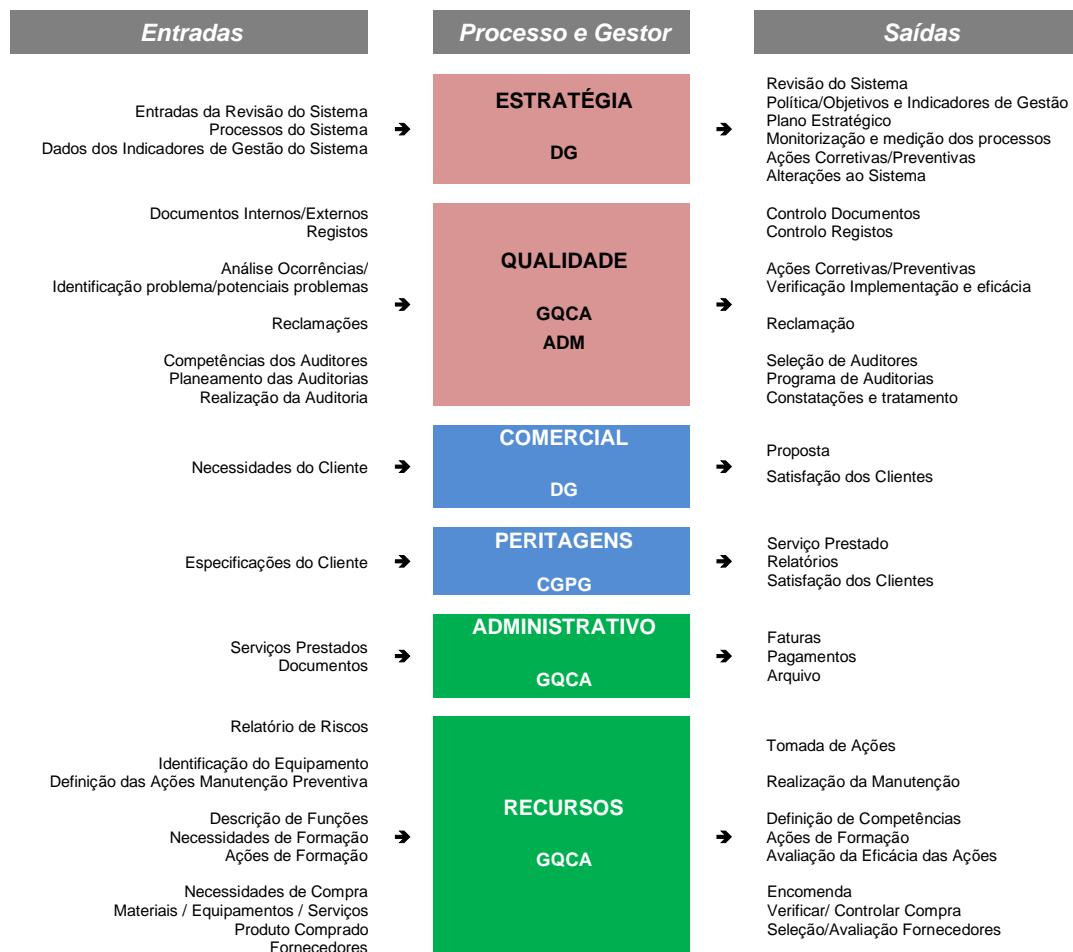 Entradas
Processo e Gestor
Saídas
Entradas da Revisão do Sistema
Processos do Sistema
Dados dos Indicadores de Gestão do Sistema
➔
ESTRATÉGIA
DG
➔
Revisão do Sistema
Política/Objetivos e Indicadores de Gestão
Plano Estratégico
Monitorização e medição dos processos
Ações Corretivas/Preventivas
Alterações ao Sistema
Documentos Internos/Externos
Registos
Análise Ocorrências/
Identificação problema/potenciais problemas
Reclamações
Competências dos Auditores
Planeamento das Auditorias
Realização da Auditoria
➔
QUALIDADE
GQCA
ADM
➔
Controlo Documentos
Controlo Registos
Ações Corretivas/Preventivas
Verificação Implementação e eficácia
Reclamação
Seleção de Auditores
Programa de Auditorias
Constatações e tratamento
Necessidades do Cliente
➔
COMERCIAL
DG
➔
Proposta
Satisfação dos Clientes
Especificações do Cliente
➔
PERITAGENS
CGPG
➔
Serviço Prestado
Relatórios
Satisfação dos Clientes
Serviços Prestados
Documentos
➔
ADMINISTRATIVO
GQCA
➔
Faturas
Pagamentos
Arquivo
Relatório de Riscos
Identificação do Equipamento
Definição das Ações Manutenção Preventiva
Descrição de Funções
Necessidades de Formação
Ações de Formação
Necessidades de Compra
Materiais / Equipamentos / Serviços
Produto Comprado
Fornecedores
➔
RECURSOS
GQCA
➔
Tomada de Ações
Realização da Manutenção
Definição de Competências
Ações de Formação
Avaliação da Eficácia das Ações
Encomenda
Verificar/ Controlar Compra
Seleção/Avaliação Fornecedores